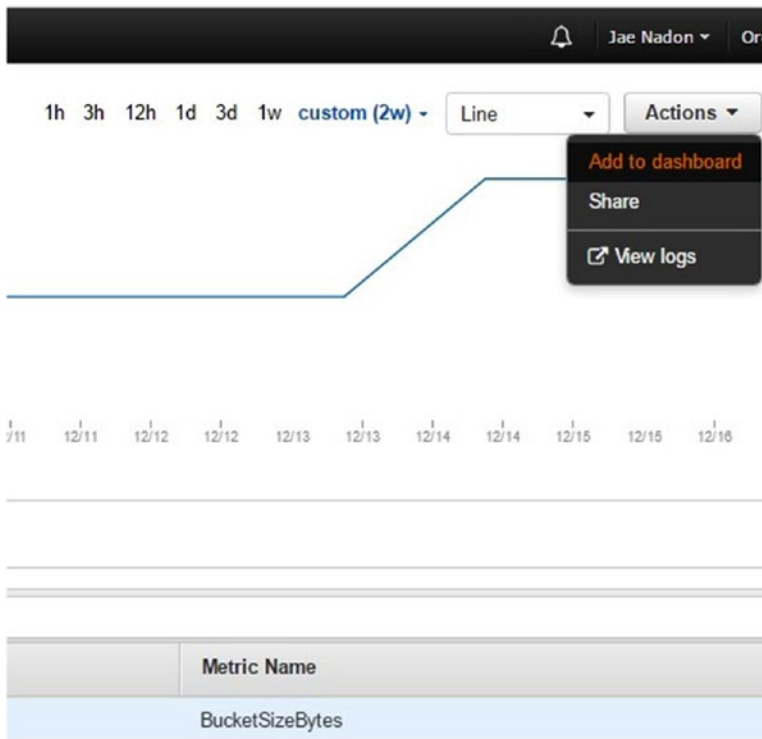 Jae Nadon
1h 3h 12h 1d 3d 1w custom (2w) Line Actions
Add to dashboard
Share
View logs
/11 12/11 12/12 12/12 12/13 12/13 12/14 12/14 12/15 12/15 12/16
Metric Name
BucketSizeBytes